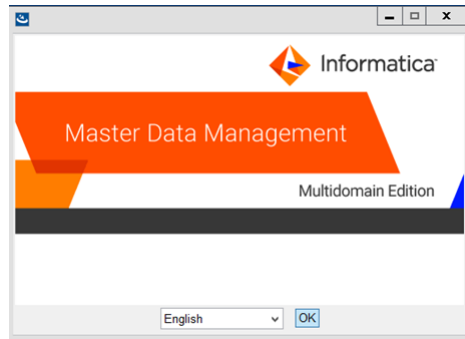 Informatica
Master Data Management
Multidomain Edition
English
OK